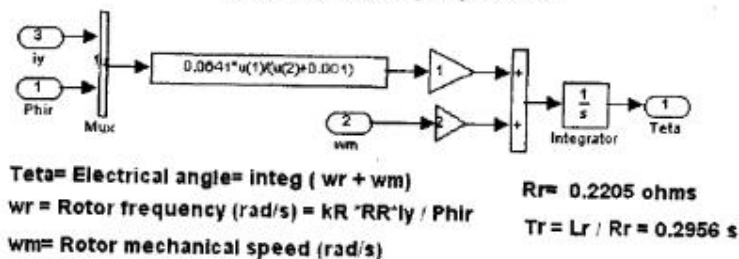 3
iy
1
Phir
Mux
0.0641*u(1)/(u(2)+0.001)
1
2
wm
2
+
+
1
s
Integrator
1
Teta
Teta= Electrical angle= integ ( wr + wm)
wr = Rotor frequency (rad/s) = kR *RR*Iy / Phir
wm= Rotor mechanical speed (rad/s)
Rr= 0.2205 ohms
Tr = Lr / Rr = 0.2956 s